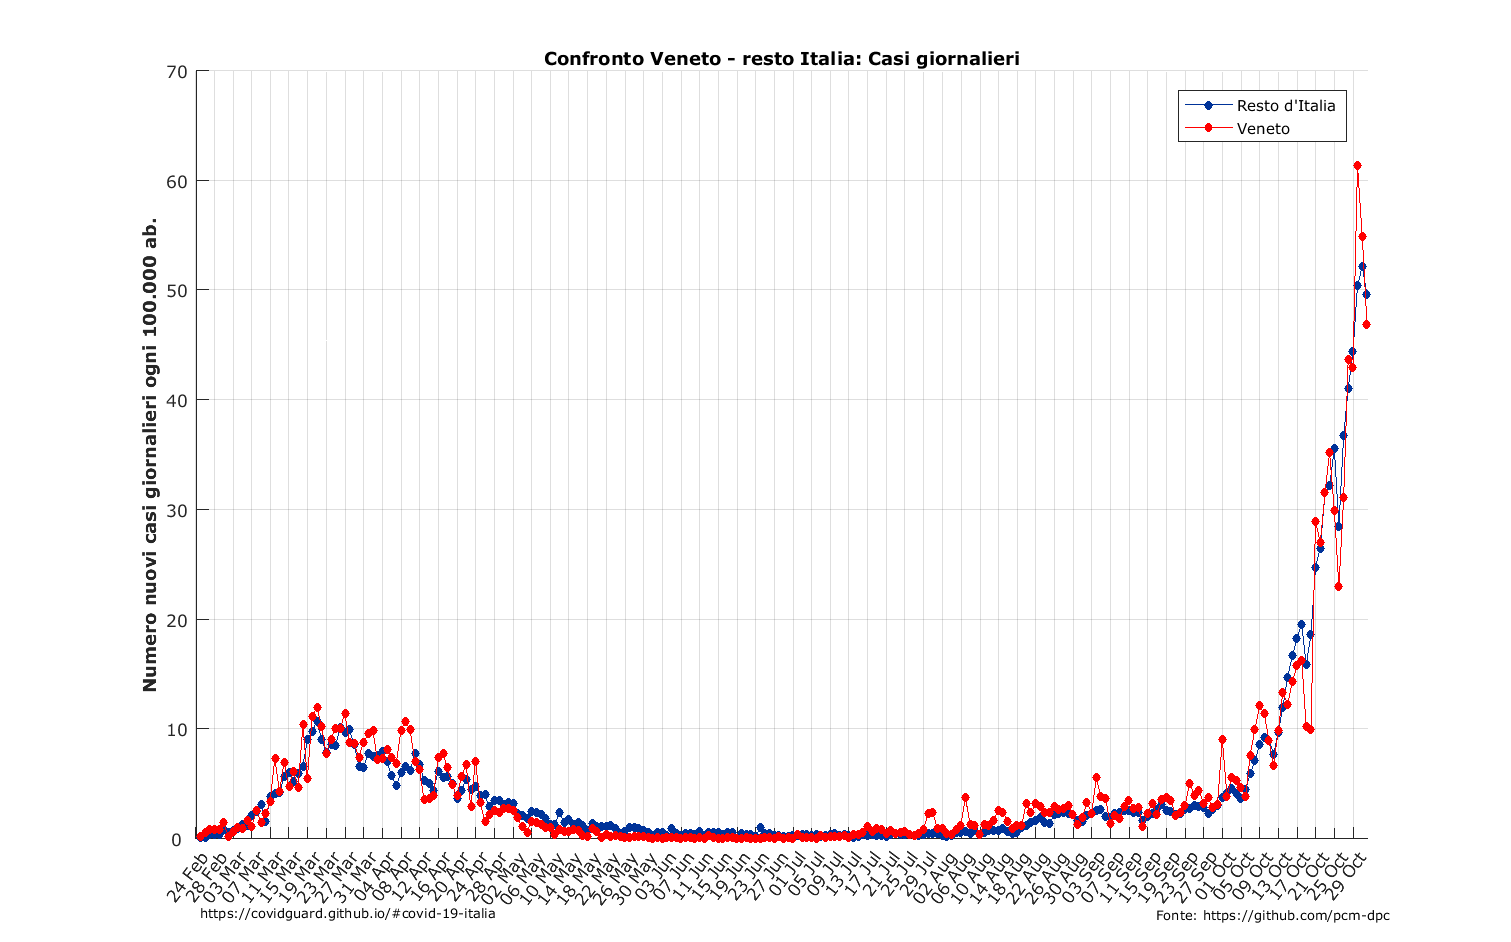 Confronto Veneto - resto Italia: Casi giornalieri
Resto d'Italia
Veneto
Numero nuovi casi giornalieri ogni 100.000 ab.
70
60
50
40
30
20
10
0
24 Feb
28 Feb
03 Mar
07 Mar
11 Mar
15 Mar
19 Mar
23 Mar
27 Mar
31 Mar
04 Apr
08 Apr
12 Apr
16 Apr
20 Apr
24 Apr
28 Apr
02 May
06 May
10 May
14 May
18 May
22 May
26 May
30 May
03 Jun
07 Jun
11 Jun
15 Jun
19 Jun
23 Jun
27 Jun
01 Jul
05 Jul
09 Jul
13 Jul
17 Jul
21 Jul
25 Jul
29 Jul
02 Aug
06 Aug
10 Aug
14 Aug
18 Aug
22 Aug
26 Aug
30 Aug
03 Sep
07 Sep
11 Sep
15 Sep
19 Sep
23 Sep
27 Sep
01 Oct
05 Oct
09 Oct
13 Oct
17 Oct
21 Oct
25 Oct
29 Oct
https://covidguard.github.io/#covid-19-italia
Fonte: https://github.com/pcm-dpc